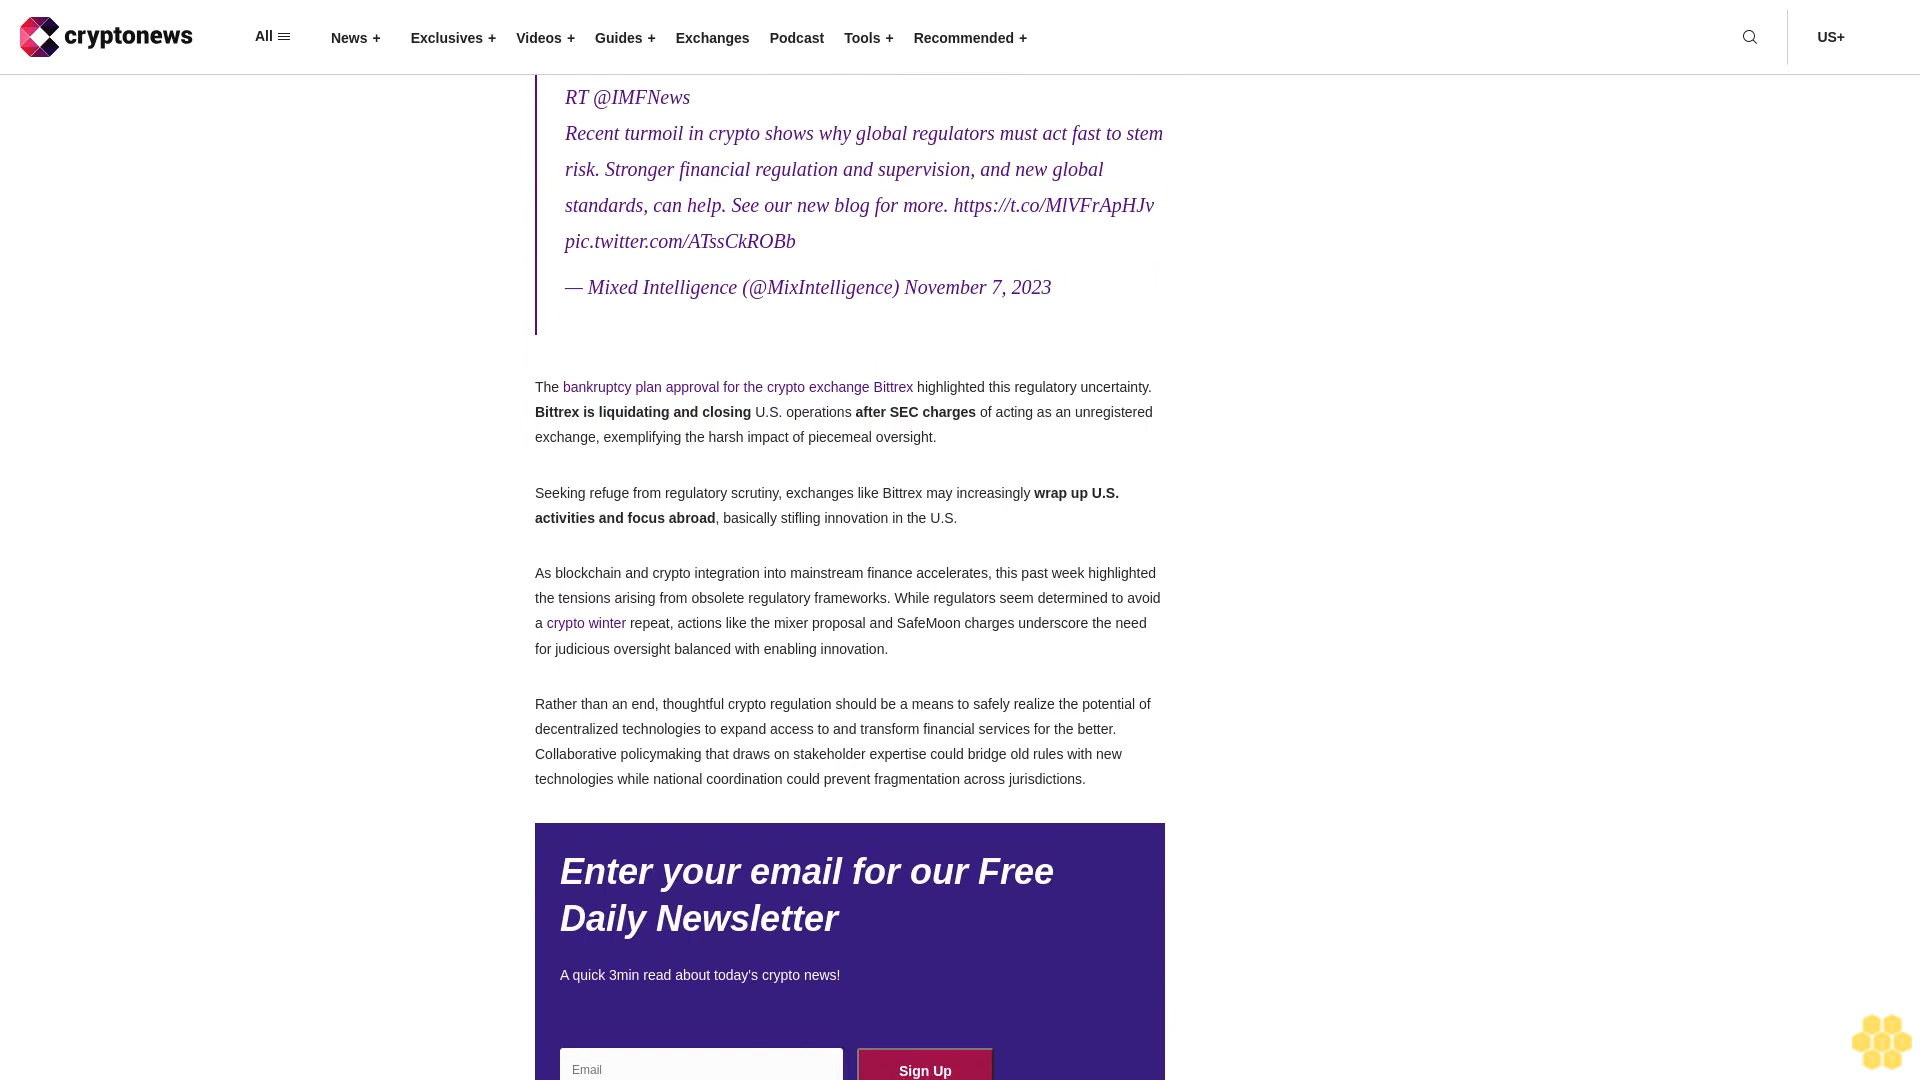 cryptonews
All
News +
Exclusives +
Videos +
Guides +
Exchanges
Podcast
Tools +
Recommended +
US+
RT @IMFNews
Recent turmoil in crypto shows why global regulators must act fast to stem
risk. Stronger financial regulation and supervision, and new global
standards, can help. See our new blog for more. https://t.co/MlVFrApHJv
pic.twitter.com/ATssCkROBb
— Mixed Intelligence (@MixIntelligence) November 7, 2023
The bankruptcy plan approval for the crypto exchange Bittrex highlighted this regulatory uncertainty.
Bittrex is liquidating and closing U.S. operations after SEC charges of acting as an unregistered
exchange, exemplifying the harsh impact of piecemeal oversight.
Seeking refuge from regulatory scrutiny, exchanges like Bittrex may increasingly wrap up U.S.
activities and focus abroad, basically stifling innovation in the U.S.
As blockchain and crypto integration into mainstream finance accelerates, this past week highlighted
the tensions arising from obsolete regulatory frameworks. While regulators seem determined to avoid
a crypto winter repeat, actions like the mixer proposal and SafeMoon charges underscore the need
for judicious oversight balanced with enabling innovation.
Rather than an end, thoughtful crypto regulation should be a means to safely realize the potential of
decentralized technologies to expand access to and transform financial services for the better.
Collaborative policymaking that draws on stakeholder expertise could bridge old rules with new
technologies while national coordination could prevent fragmentation across jurisdictions.
Enter your email for our Free
Daily Newsletter
A quick 3min read about today's crypto news!
Email
Sign Up